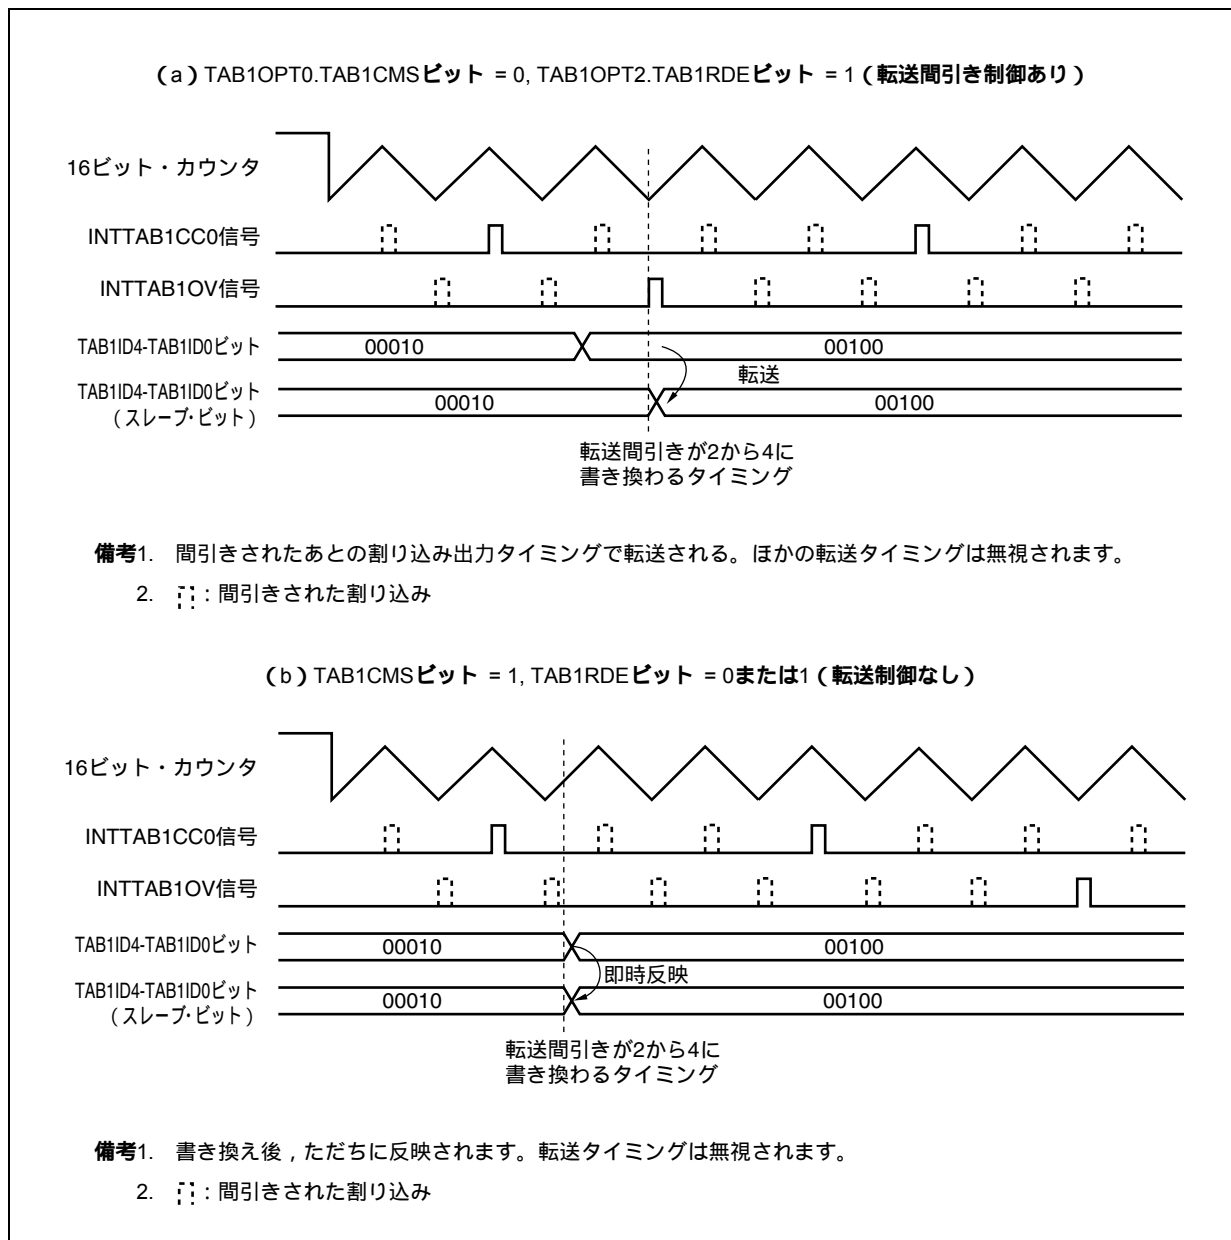 (a) TAB1OPT0.TAB1CMSビット = 0, TAB1OPT2.TAB1RDEビット = 1(転送間引き制御あり)
16ビット・カウンタ
INTTAB1CC0信号
INTTAB1OV信号
TAB1ID4-TAB1ID0ビット
00010
00100
転送
TAB1ID4-TAB1ID0ビット
(スレーブ・ビット)
00010
00100
転送間引きが2から4に
書き換わるタイミング
備考1. 間引きされたあとの割り込み出力タイミングで転送される。ほかの転送タイミングは無視されます。
2. :間引きされた割り込み
(b) TAB1CMSビット = 1, TAB1RDEビット = 0または1(転送制御なし)
16ビット・カウンタ
INTTAB1CC0信号
INTTAB1OV信号
TAB1ID4-TAB1ID0ビット
00010
00100
即時反映
TAB1ID4-TAB1ID0ビット
(スレーブ・ビット)
00010
00100
転送間引きが2から4に
書き換わるタイミング
備考1. 書き換え後,ただちに反映されます。転送タイミングは無視されます。
2. :間引きされた割り込み